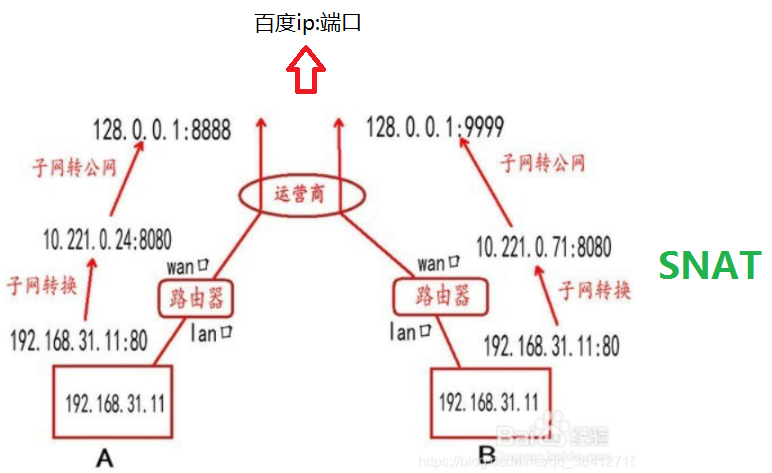 百度ip:端口
128.0.0.1:8888
128.0.0.1:9999
子网转公网
子网转公网
运营商
10.221.0.24:8080
10.221.0.71:8080
SNAT
wan口
wan口
子网转换
路由器
路由器
子网转换
lan口
lan口
192.168.31.11:80
192.168.31.11:80
192.168.31.11
192.168.31.11
A
B
Baidu经验